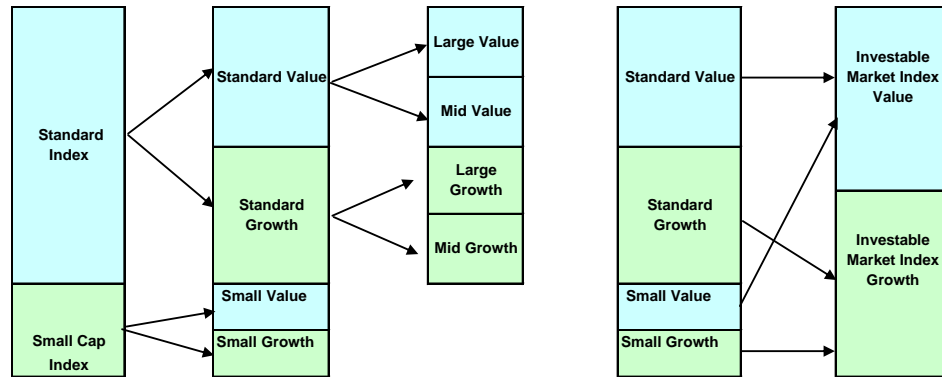 Standard
Index
Small Cap
Index
Standard Value
Standard
Growth
Small Value
Small Growth
Large Value
Mid Value
Large
Growth
Mid Growth
Standard Value
Standard
Growth
Small Value
Small Growth
Investable
Market Index
Value
Investable
Market Index
Growth